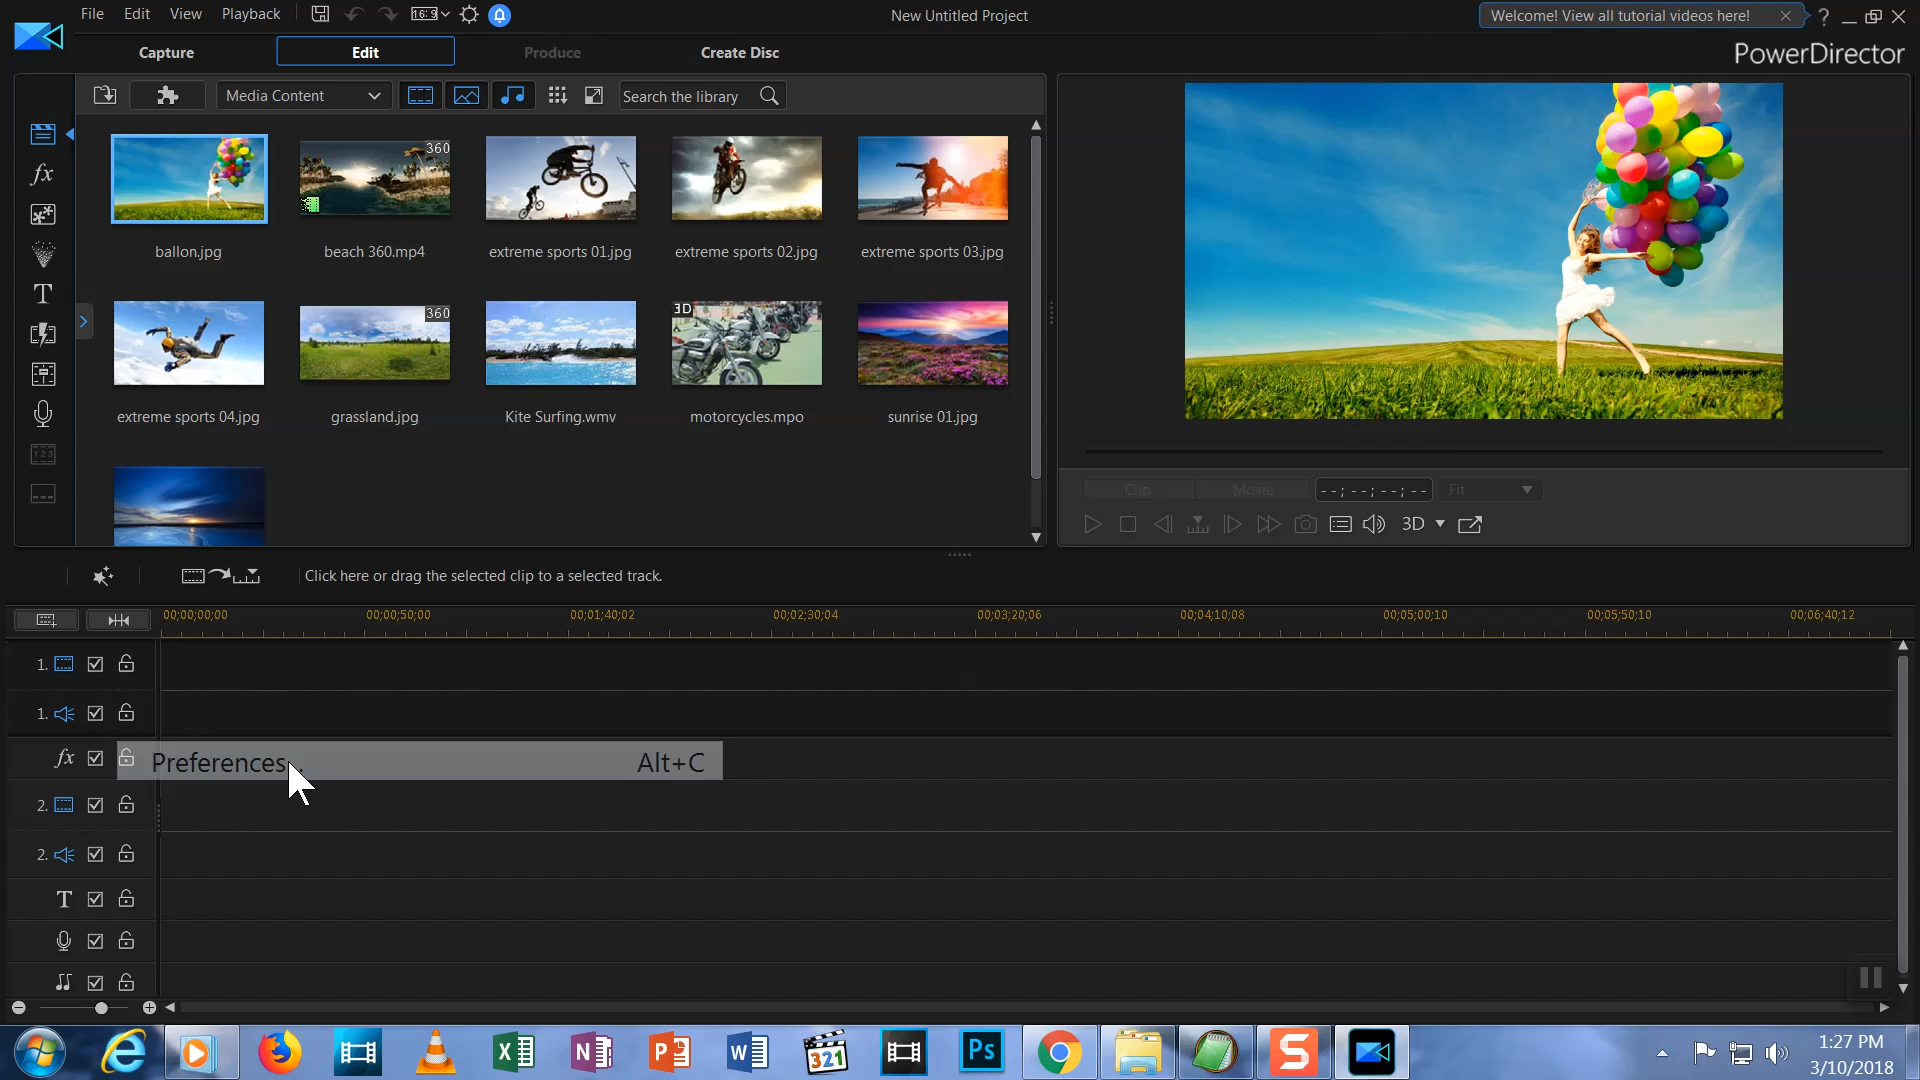 File Edit View Playback 16:9 New Untitled Project Welcome! View all tutorial videos here! ?
Capture Edit Produce Create Disc PowerDirector
Media Content Search the library
360
ballon.jpg beach 360.mp4 extreme sports 01.jpg extreme sports 02.jpg extreme sports 03.jpg
360 3D
extreme sports 04.jpg grassland.jpg Kite Surfing.wmv motorcycles.mpo sunrise 01.jpg
fx
T
123
Clip Movie --;--;--;-- Fit
3D
Click here or drag the selected clip to a selected track.
00;00;00;00 00;00;50;00 00;01;40;02 00;02;30;04 00;03;20;06 00;04;10;08 00;05;00;10 00;05;50;10 00;06;40;12
1.
1.
fx Preferences... Alt+C
2.
2.
T
321 Ps S
1:27 PM
3/10/2018